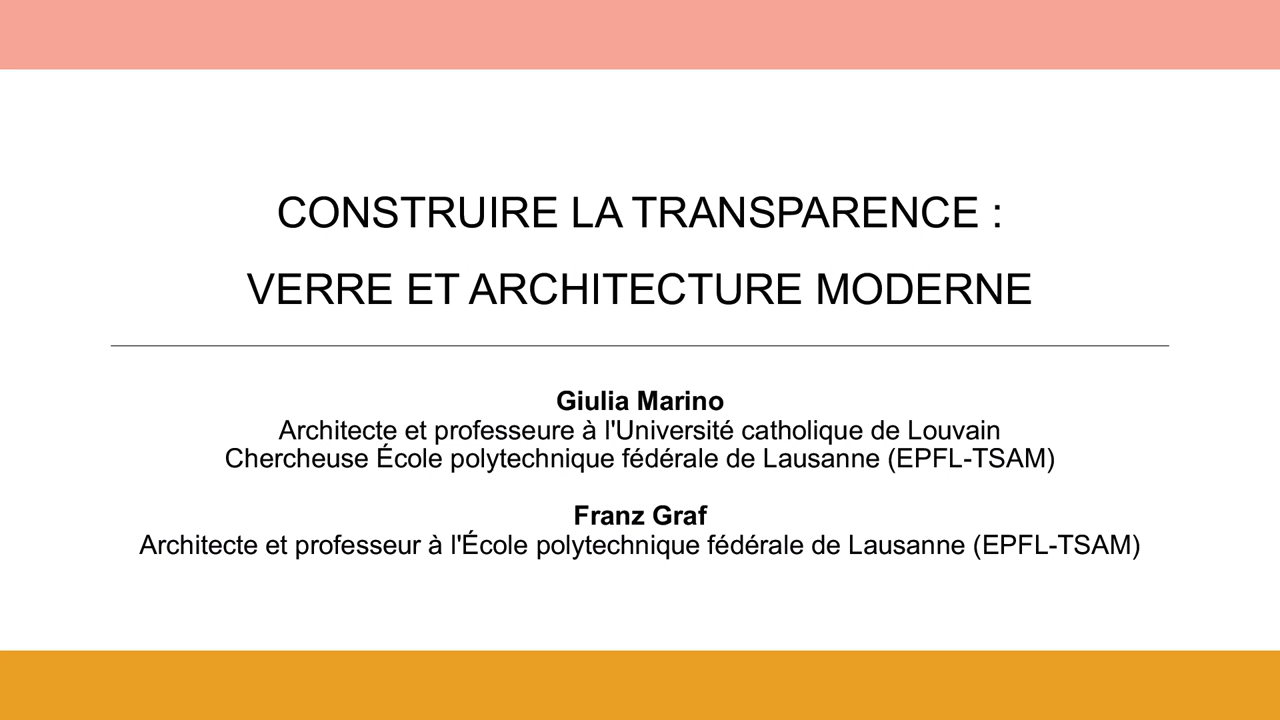 CONSTRUIRE LA TRANSPARENCE :
VERRE ET ARCHITECTURE MODERNE
Giulia Marino
Architecte et professeure à l'Université catholique de Louvain
Chercheuse École polytechnique fédérale de Lausanne (EPFL-TSAM)
Franz Graf
Architecte et professeur à l'École polytechnique fédérale de Lausanne (EPFL-TSAM)